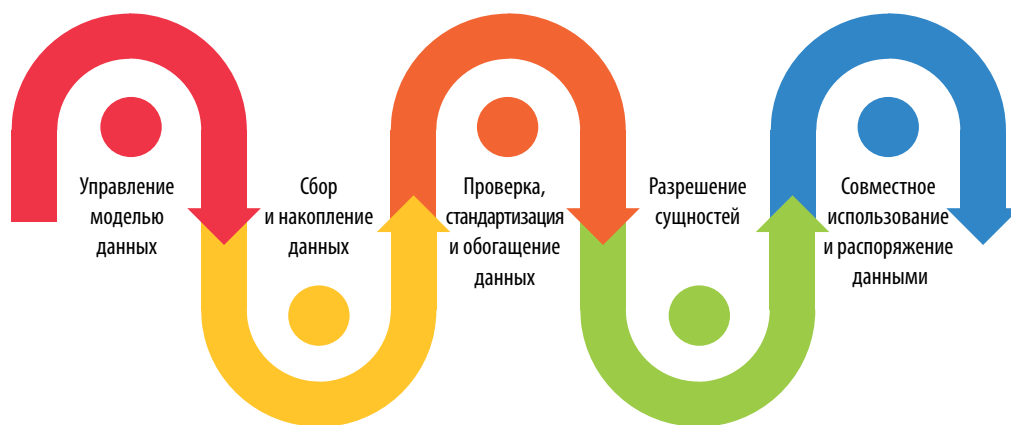 Управление
моделью
данных
Сбор
и накопление
данных
Проверка,
стандартизация
и обогащение
данных
Разрешение
сущностей
Совместное
использование
и распоряжение
данными